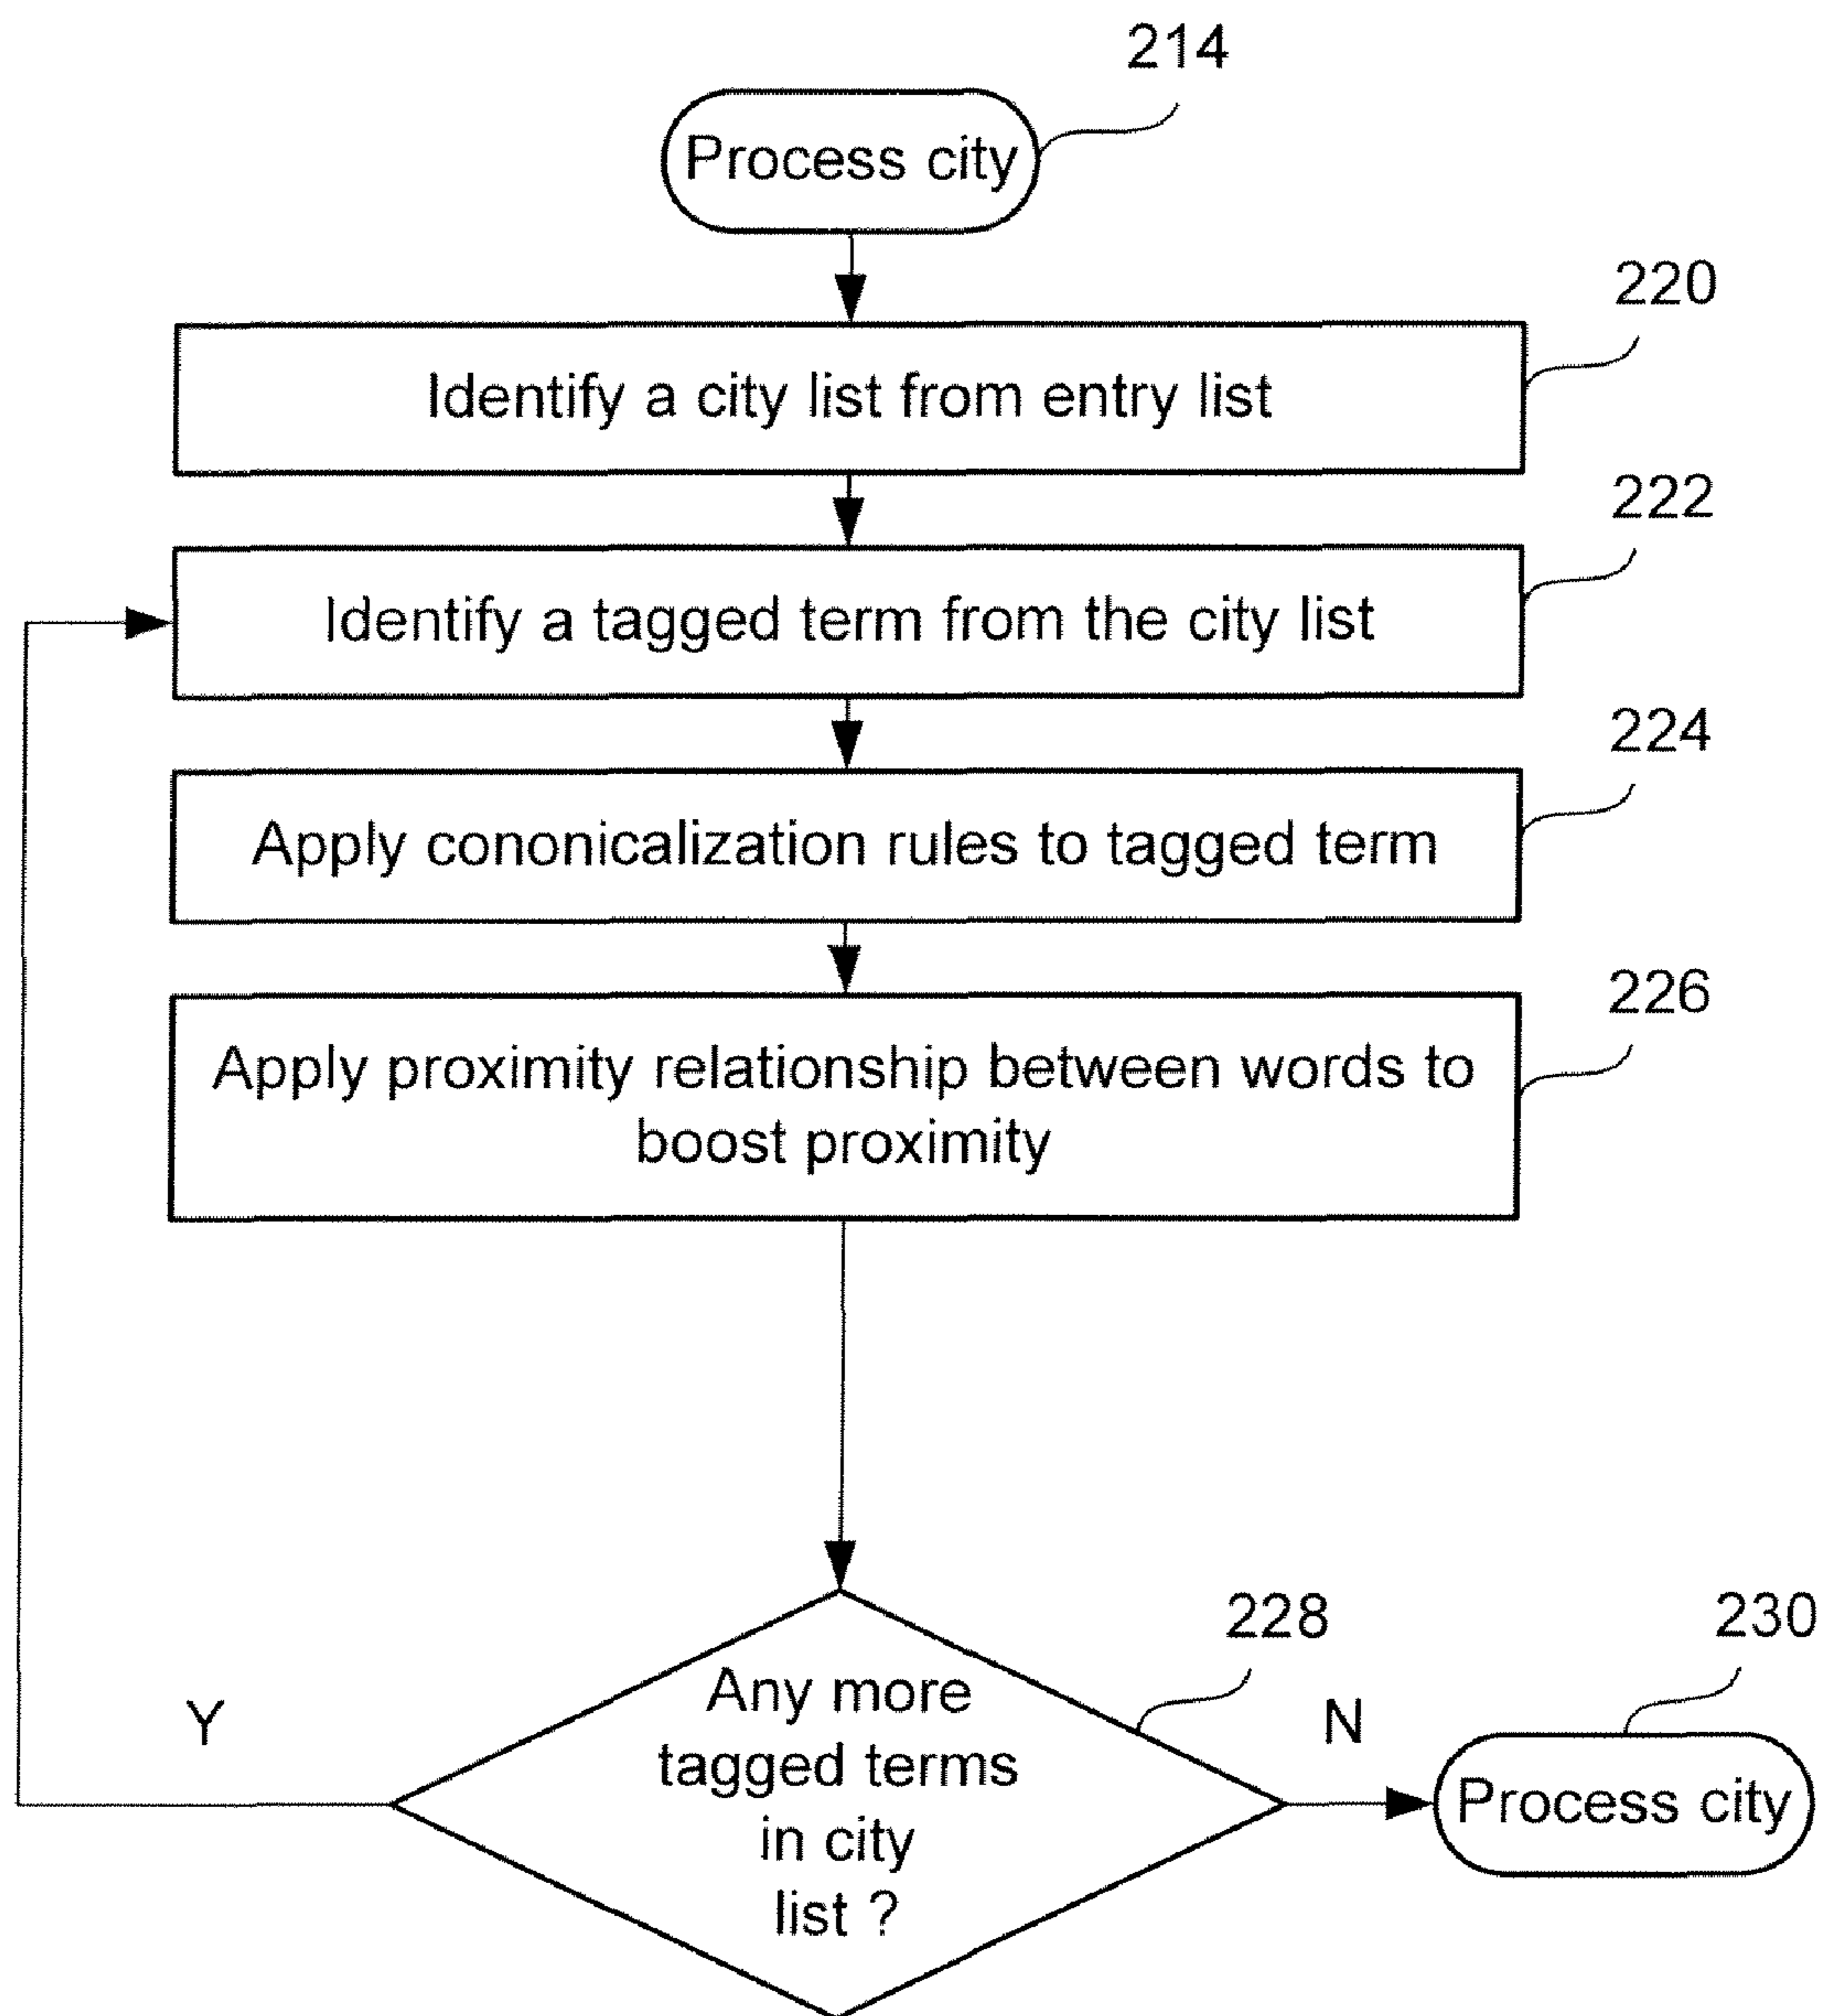 214
Process city
220
Identify a city list from entry list
222
Identify a tagged term from the city list
224
Apply cononicalization rules to tagged term
226
Apply proximity relationship between words to
boost proximity
228
230
Any more
tagged terms
in city
list ?
Y
N
Process city